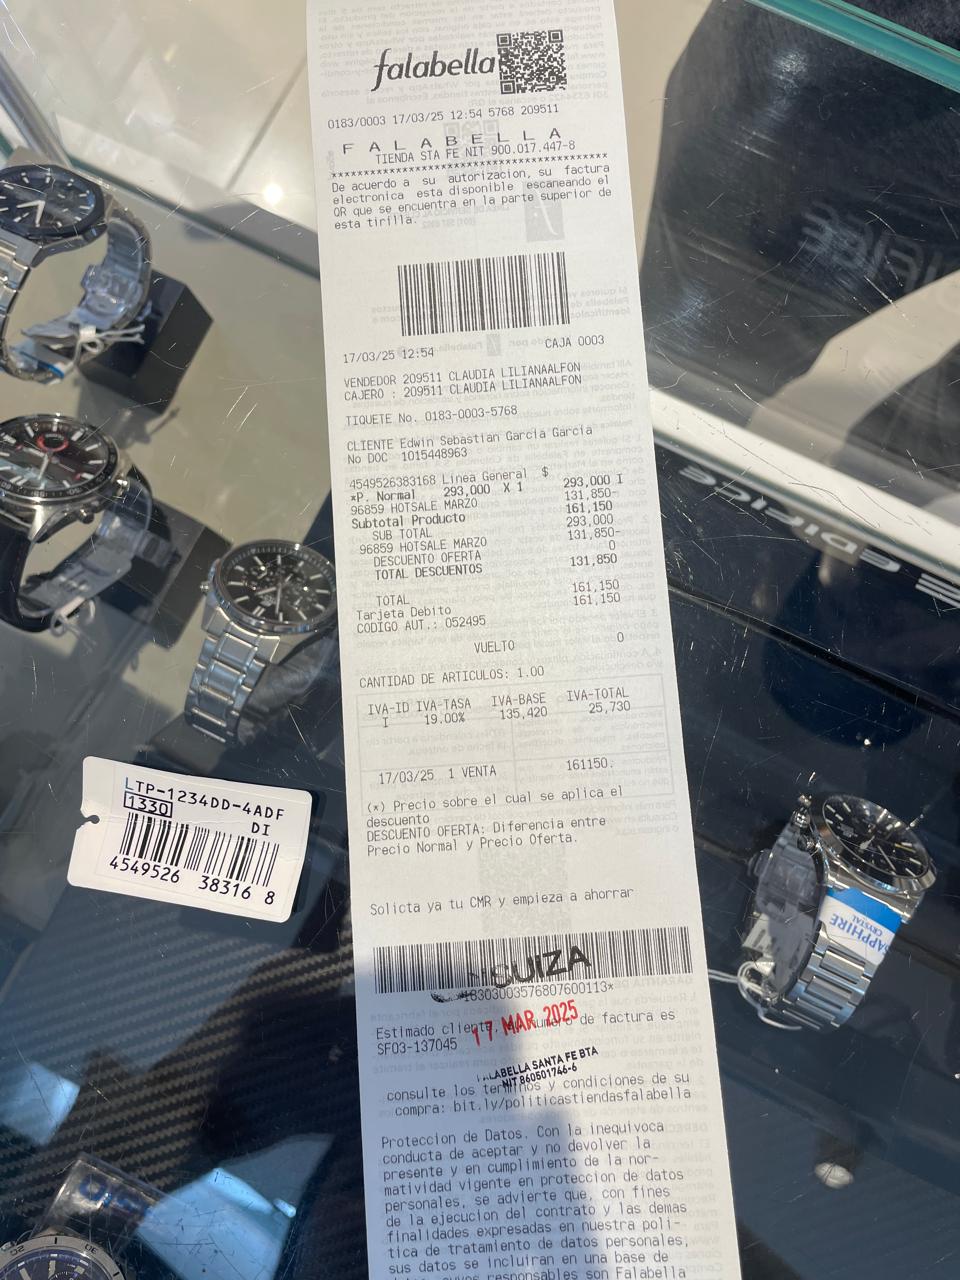 falabella
0183/0003 17/03/25 12:54 5768 209511
F A L A B E L L A
TIENDA STA FE NIT 900.017.447-8
De acuerdo a su autorizacion, su factura
electronica esta disponible escaneando el
QR que se encuentra en la parte superior de
esta tirilla.
17/03/25 12:54 CAJA 0003
VENDEDOR 209511 CLAUDIA LILIANAALFON
CAJERO : 209511 CLAUDIA LILIANAALFON
TIQUETE No. 0183-0003-5768
CLIENTE Edwin Sebastian Garcia Garcia
No DOC 1015448963
4549526383168 Linea General $
*P. Normal 293,000 X 1 293,000 I
96859 HOTSALE MARZO 131,850-
Subtotal Producto 161,150
SUB TOTAL 293,000
96859 HOTSALE MARZO 131,850-
DESCUENTO OFERTA 0
TOTAL DESCUENTOS 131,850
TOTAL 161,150
Tarjeta Debito 161,150
CODIGO AUT.: 052495
VUELTO 0
CANTIDAD DE ARTICULOS: 1.00
IVA-ID IVA-TASA IVA-BASE IVA-TOTAL
I 19.00% 135,420 25,730
17/03/25 1 VENTA 161150.
(*) Precio sobre el cual se aplica el
descuento
DESCUENTO OFERTA: Diferencia entre
Precio Normal y Precio Oferta.
Solicta ya tu CMR y empieza a ahorrar
SUIZA
18303003576807600113*
17 MAR 2025
Estimado cliente, numero de factura es
SF03-137045
FALABELLA SANTA FE BTA
NIT 860501746-6
consulte los terminos y condiciones de su
compra: bit.ly/politicastiendasfalabella
Proteccion de Datos. Con la inequivoca
conducta de aceptar y no devolver la
presente y en cumplimiento de la nor-
matividad vigente en proteccion de datos
personales, se advierte que, con fines
de la ejecucion del contrato y las demas
finalidades expresadas en nuestra poli-
tica de tratamiento de datos personales,
sus datos se incluiran en una base de
responsables son Falabella
LTP-1234DD-4ADF
1330
DI
4549526 38316 8
SAPPHIRE
CRYSTAL
EDIFICE